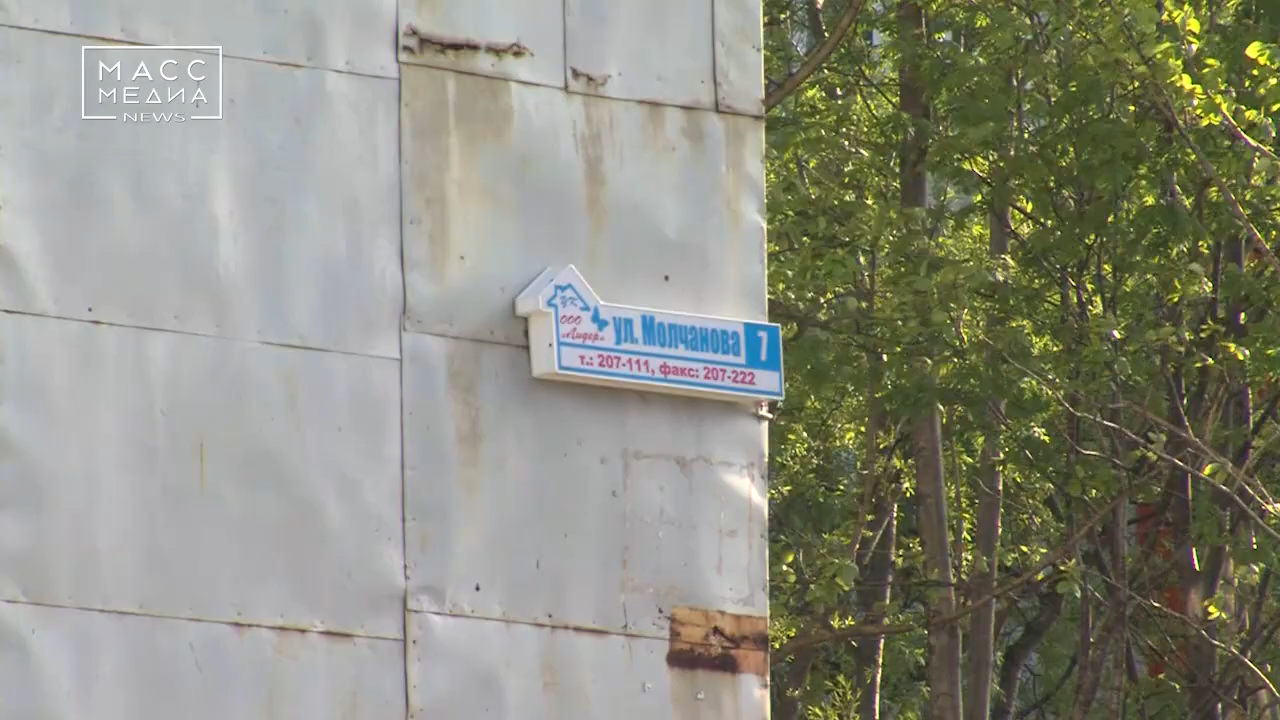 МАСС
МЕДИА
NEWS
УК
ООО
«Лидер»
ул. Молчанова 7
т.: 207-111, факс: 207-222